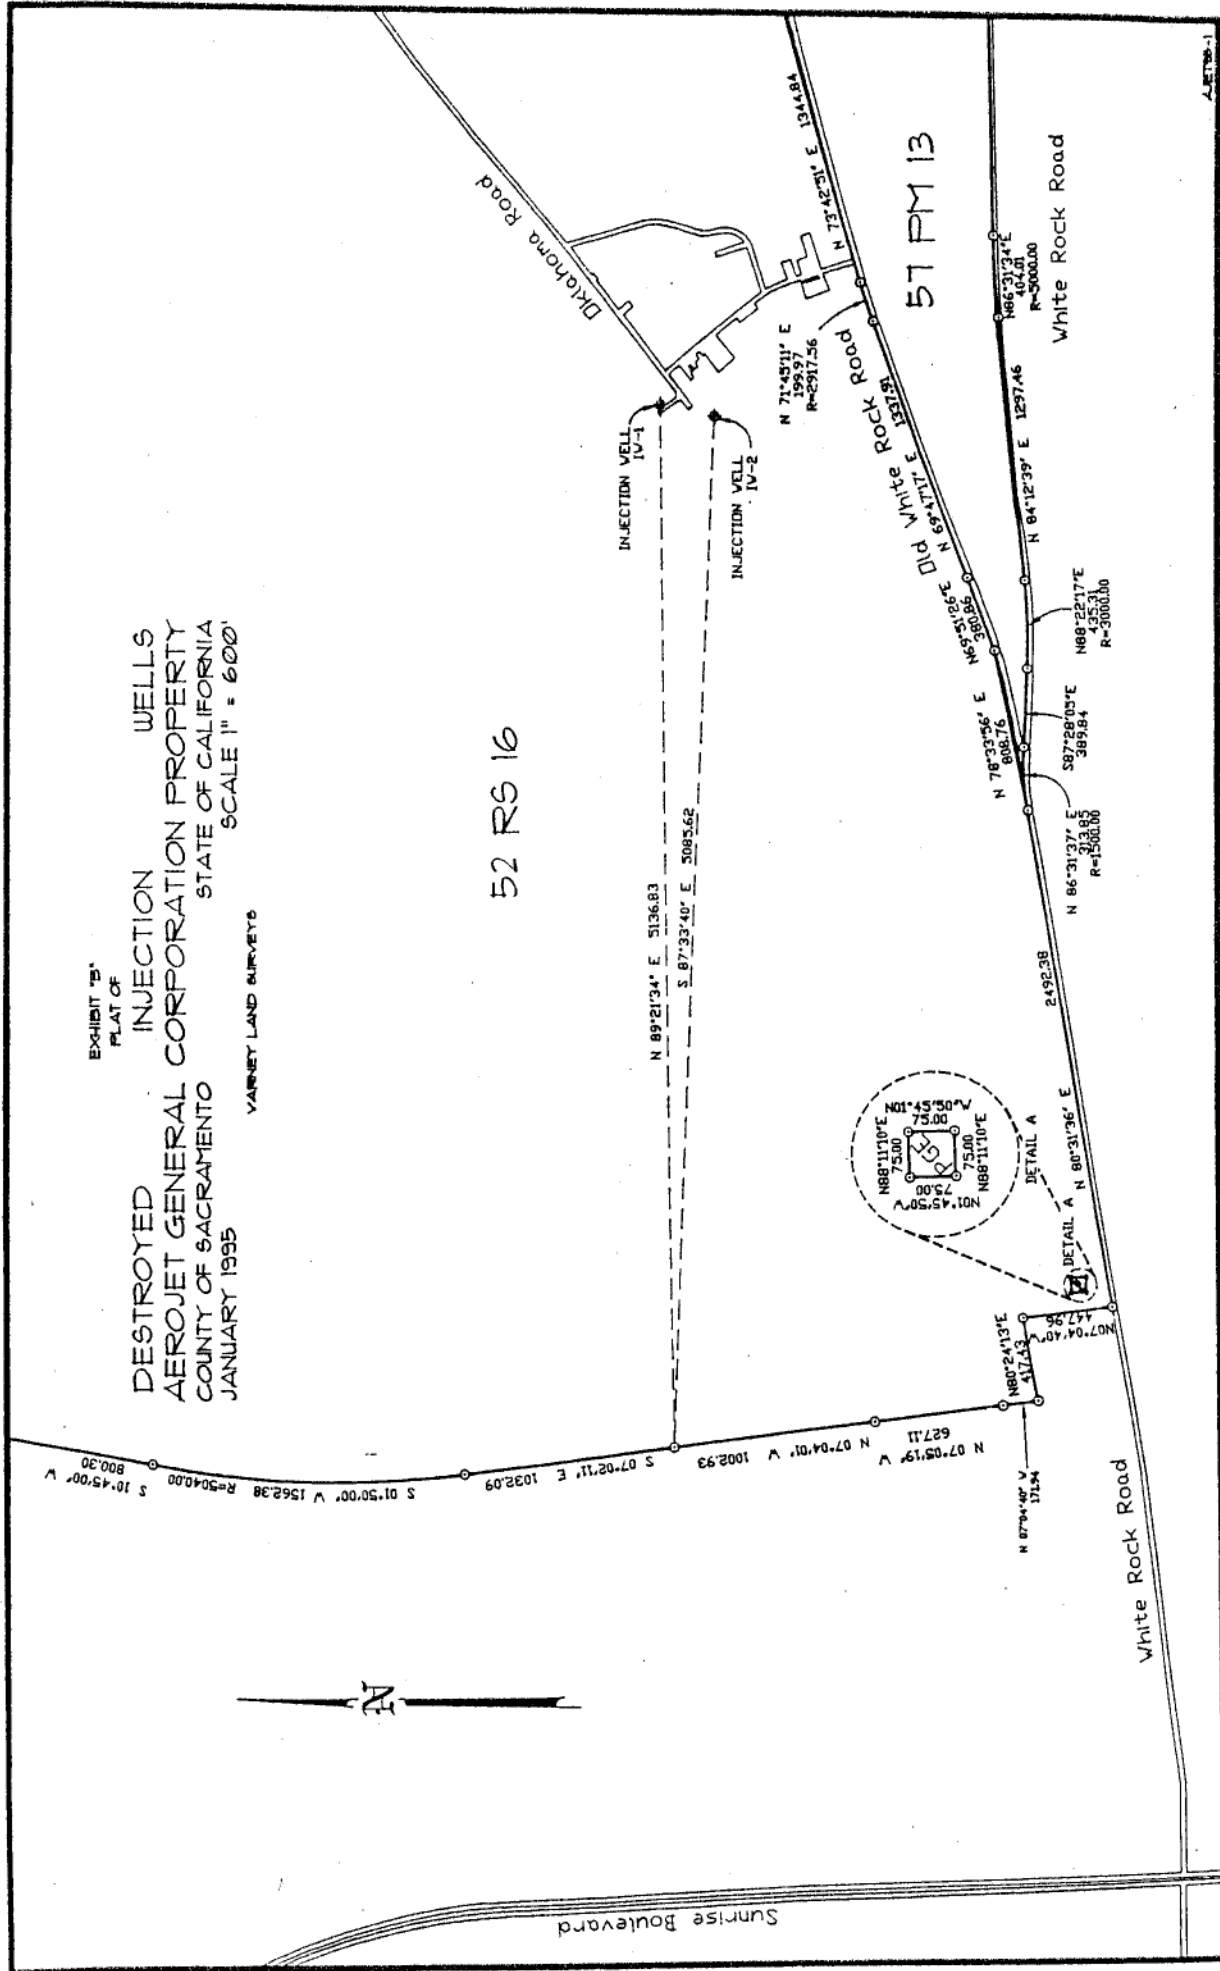 EXHIBIT "B"
PLAT OF
DESTROYED INJECTION WELLS
AEROJET GENERAL CORPORATION PROPERTY
COUNTY OF SACRAMENTO STATE OF CALIFORNIA
JANUARY 1995 SCALE 1" = 600'
VARNEY LAND SURVEYS
Oklahoma Road
INJECTION WELL
IV-1
INJECTION WELL
IV-2
52 RS 16
N 89°21'34" E 5136.83
S 87°33'40" E 5085.62
S 10°45'00" W
800.30
R=5040.00
S 01°50'00" W 1562.38
S 07°02'11" E 1032.09
N 07°04'01" W 1002.93
N 07°05'19" W
627.11
N 07°04'40" W
171.94
N80°24'13"E
417.43
N07°04'40"W
447.96
N
N88°11'10"E
75.00
N01°45'50"W
75.00
PGE
75.00
N88°11'10"E
N01°45'50"W
75.00
DETAIL A
DETAIL A
N 80°31'36" E
2492.38
N 78°33'56" E
808.76
N69°51'26"E
380.86
N 69°47'17" E 1337.91
Old White Rock Road
N 71°45'11" E
199.97
R=2917.56
N 73°42'51" E 1344.84
57 PM 13
N 86°31'37" E
313.85
R=1500.00
S87°28'05"E
389.84
N88°22'17"E
435.31
R=3000.00
N 84°12'39" E 1297.46
N86°31'34"E
404.01
R=5000.00
White Rock Road
White Rock Road
Sunrise Boulevard